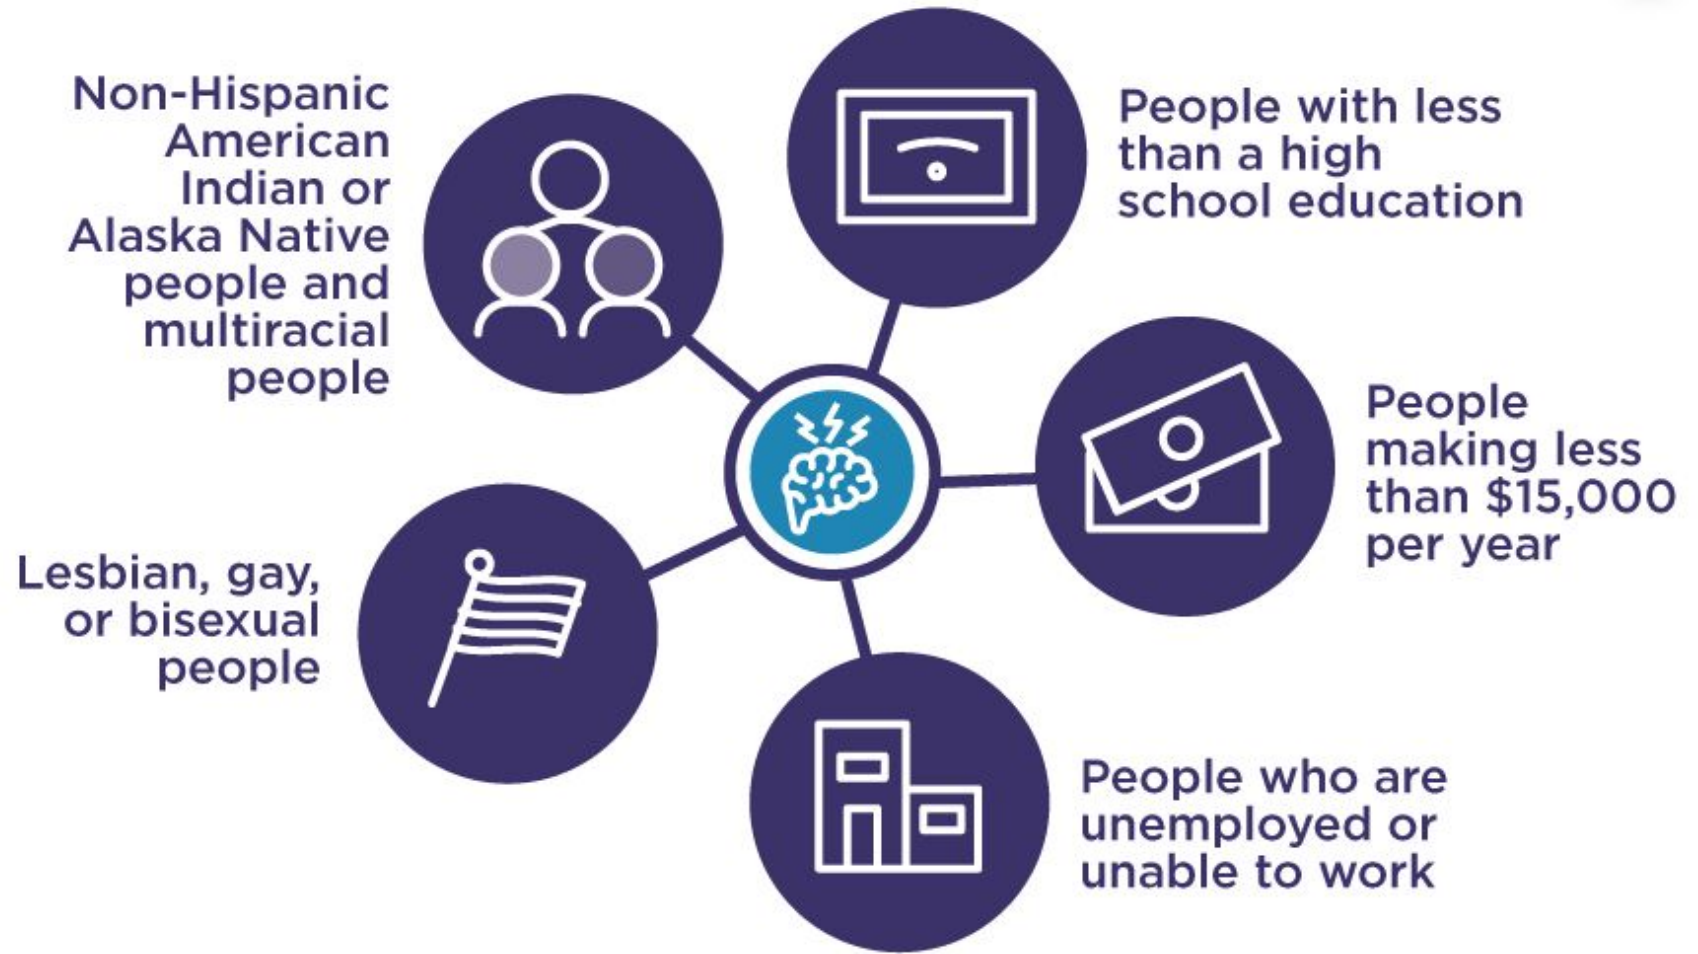 Non-Hispanic
American
Indian or
Alaska Native
people and
multiracial
people
People with less
than a high
school education
People
making less
than $15,000
per year
Lesbian, gay,
or bisexual
people
People who are
unemployed or
unable to work